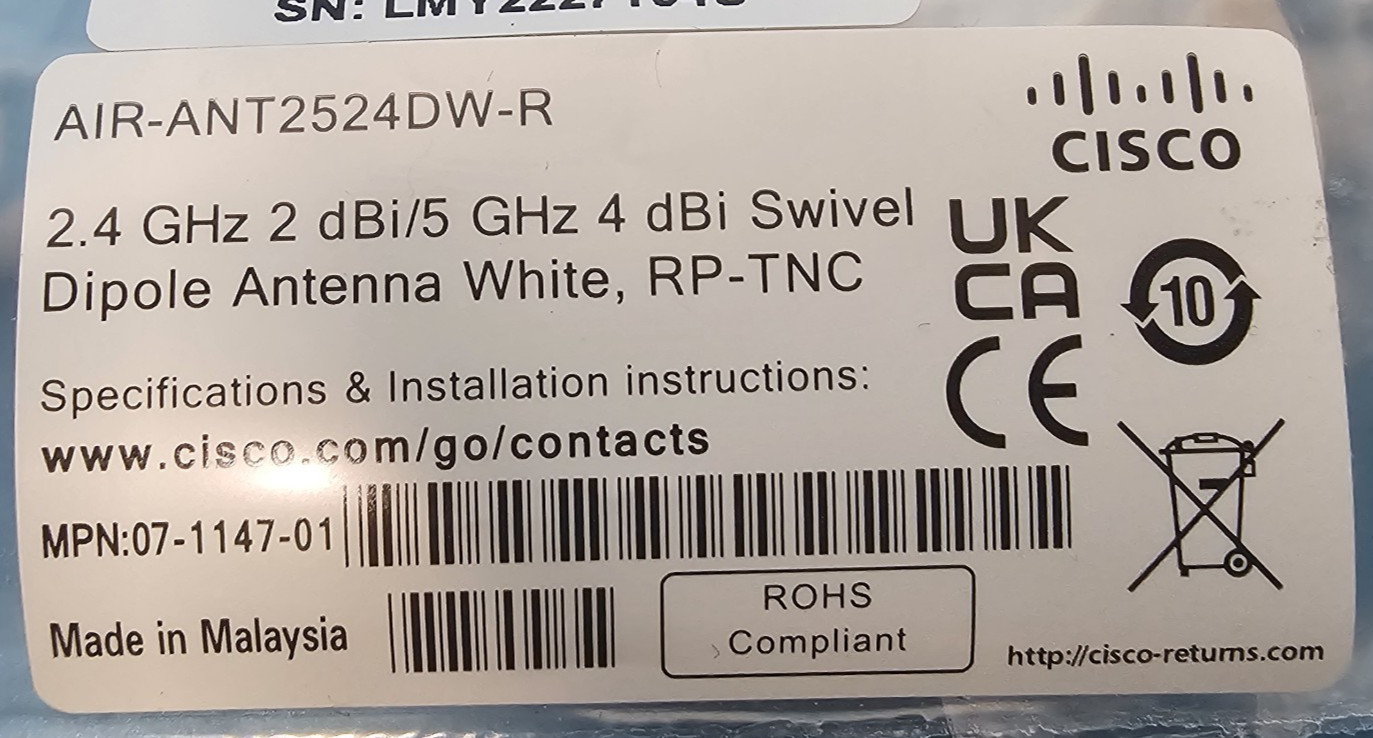 SN:
AIR-ANT2524DW-R
CISCO
2.4 GHz 2 dBi/5 GHz 4 dBi Swivel
Dipole Antenna White, RP-TNC
UK
CA
10
CE
Specifications & Installation instructions:
www.cisco.com/go/contacts
MPN:07-1147-01
Made in Malaysia
ROHS
Compliant
http://cisco-returns.com